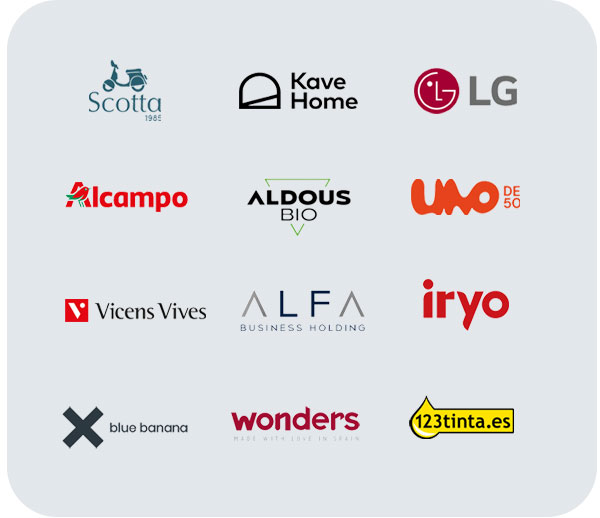 Scotta
1985
Kave
Home
LG
Alcampo
ALDOUS
BIO
UNO DE
50
Vicens Vives
ALFA
BUSINESS HOLDING
iryo
blue banana
wonders
MADE WITH LOVE IN SPAIN
123tinta.es